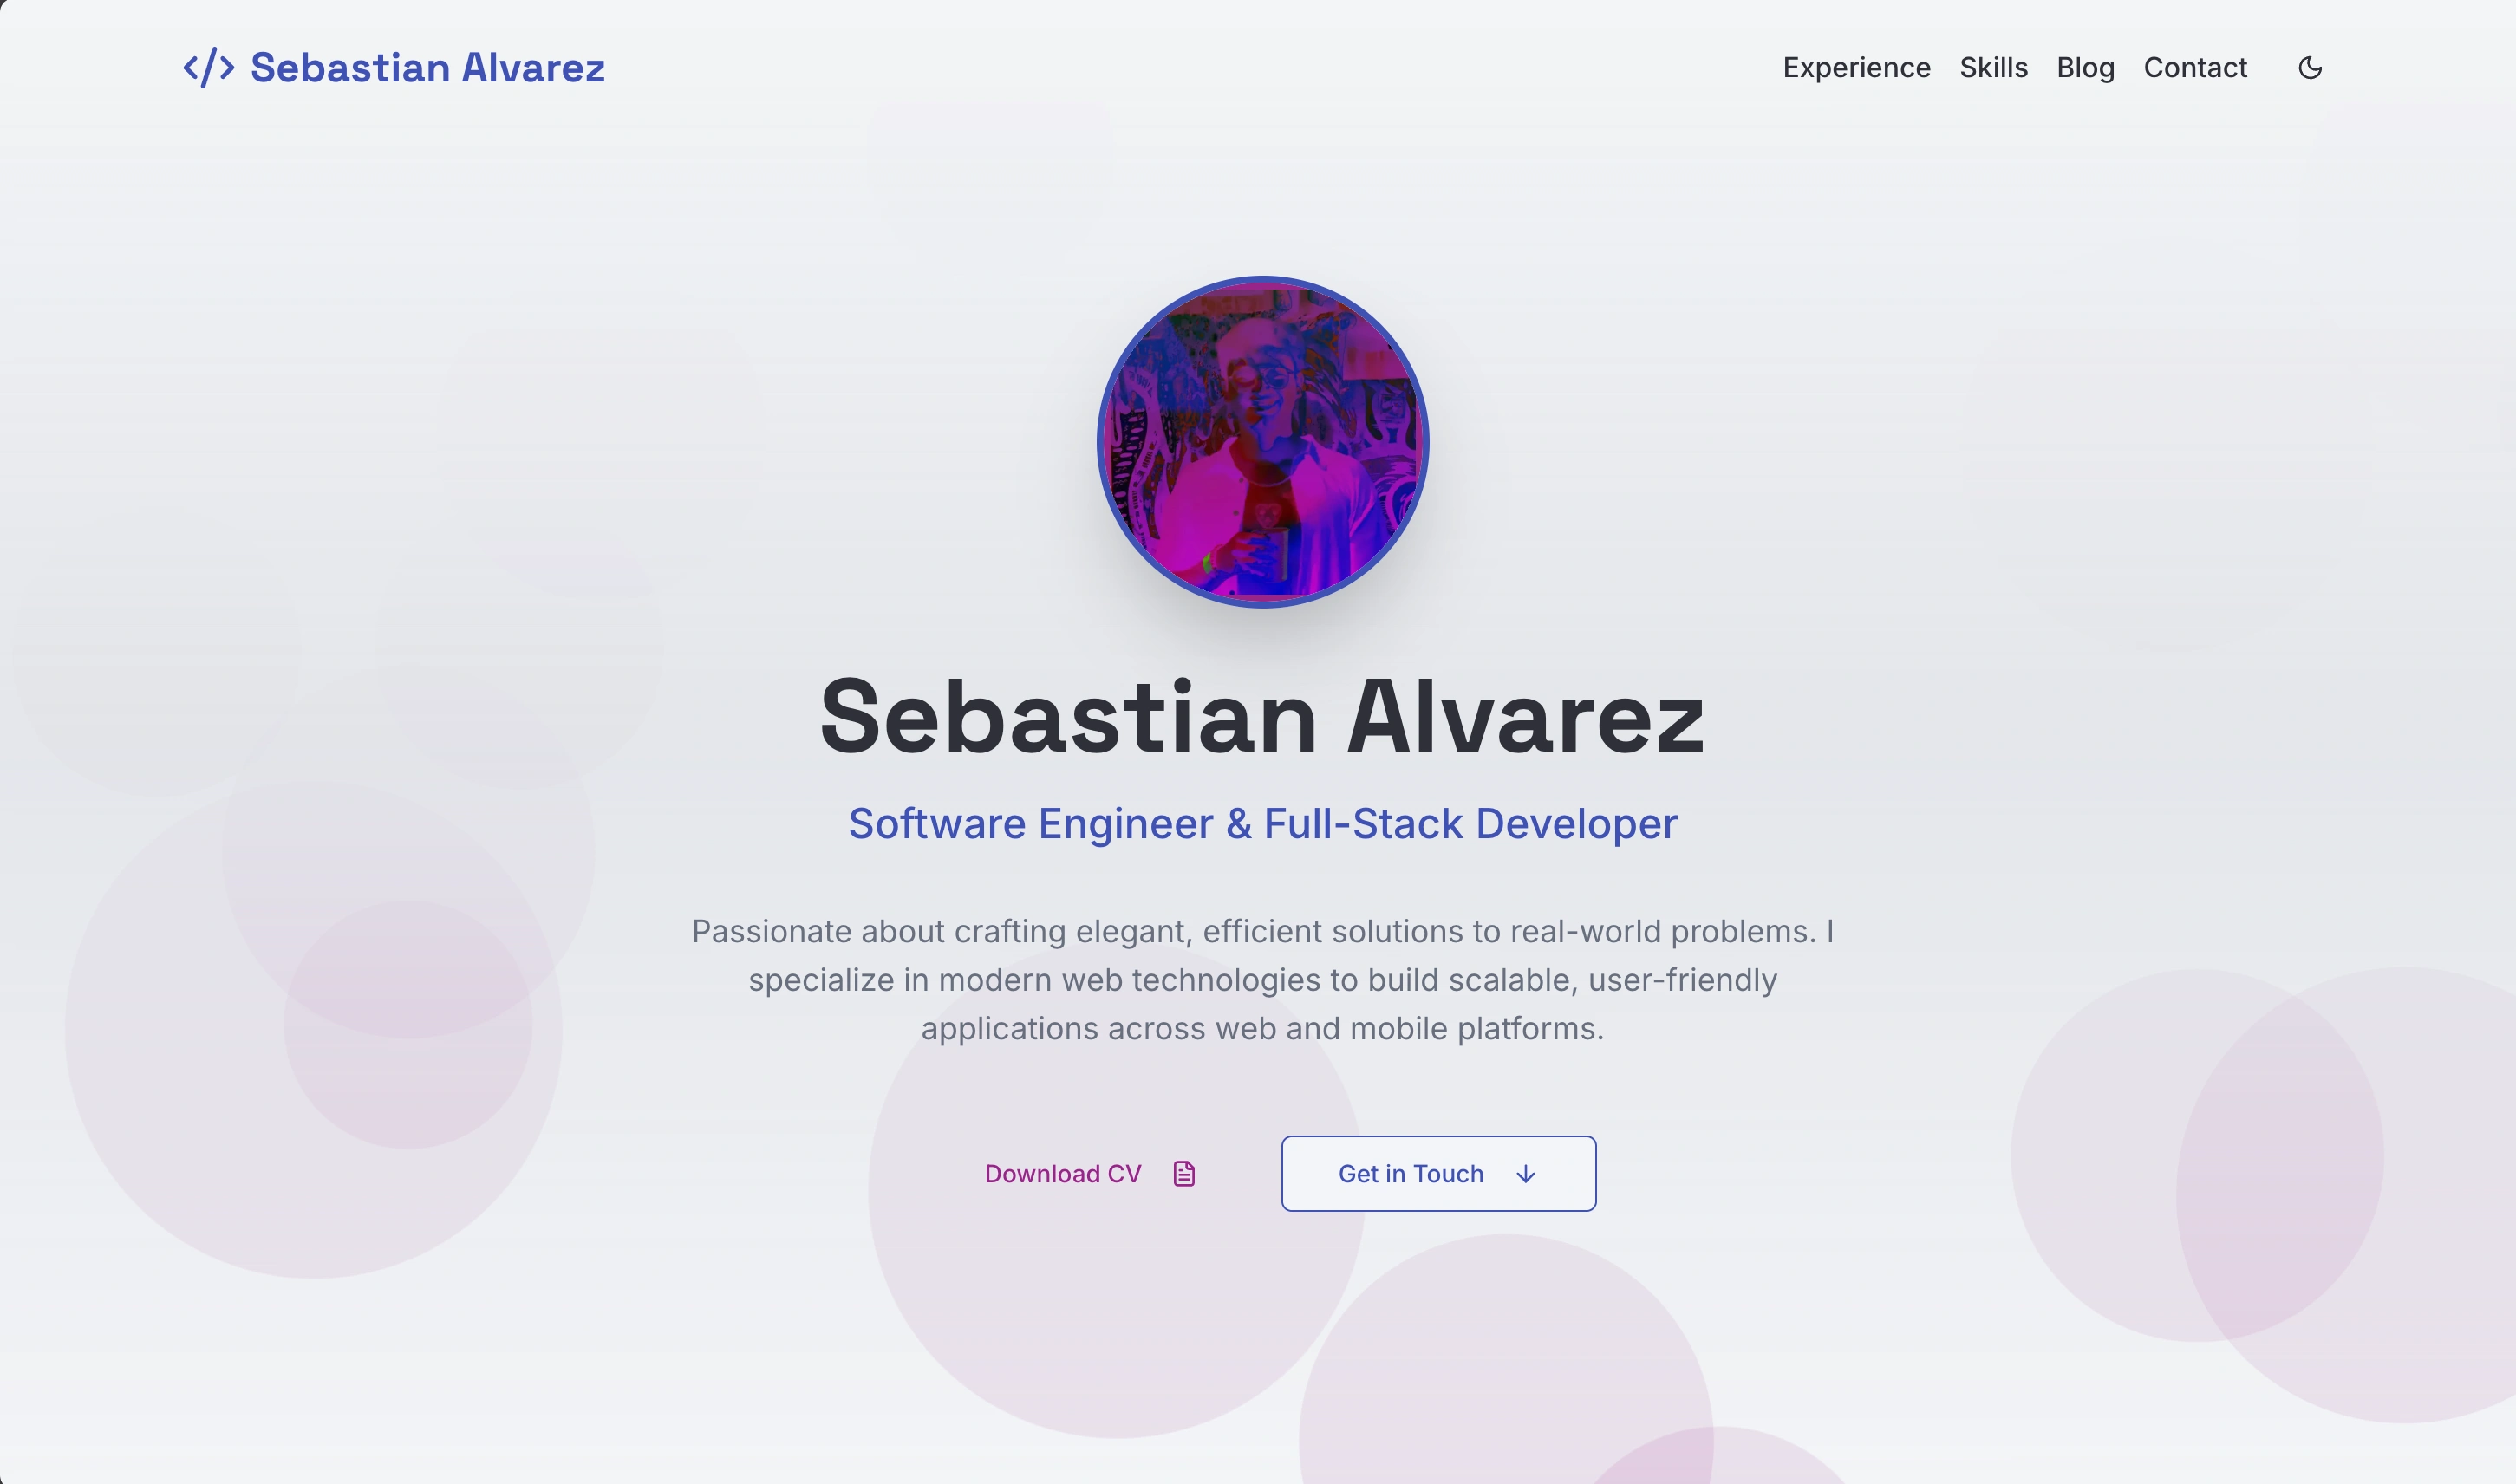 </> Sebastian Alvarez
Experience Skills Blog Contact
Sebastian Alvarez
Software Engineer & Full-Stack Developer
Passionate about crafting elegant, efficient solutions to real-world problems. I
specialize in modern web technologies to build scalable, user-friendly
applications across web and mobile platforms.
Download CV
Get in Touch